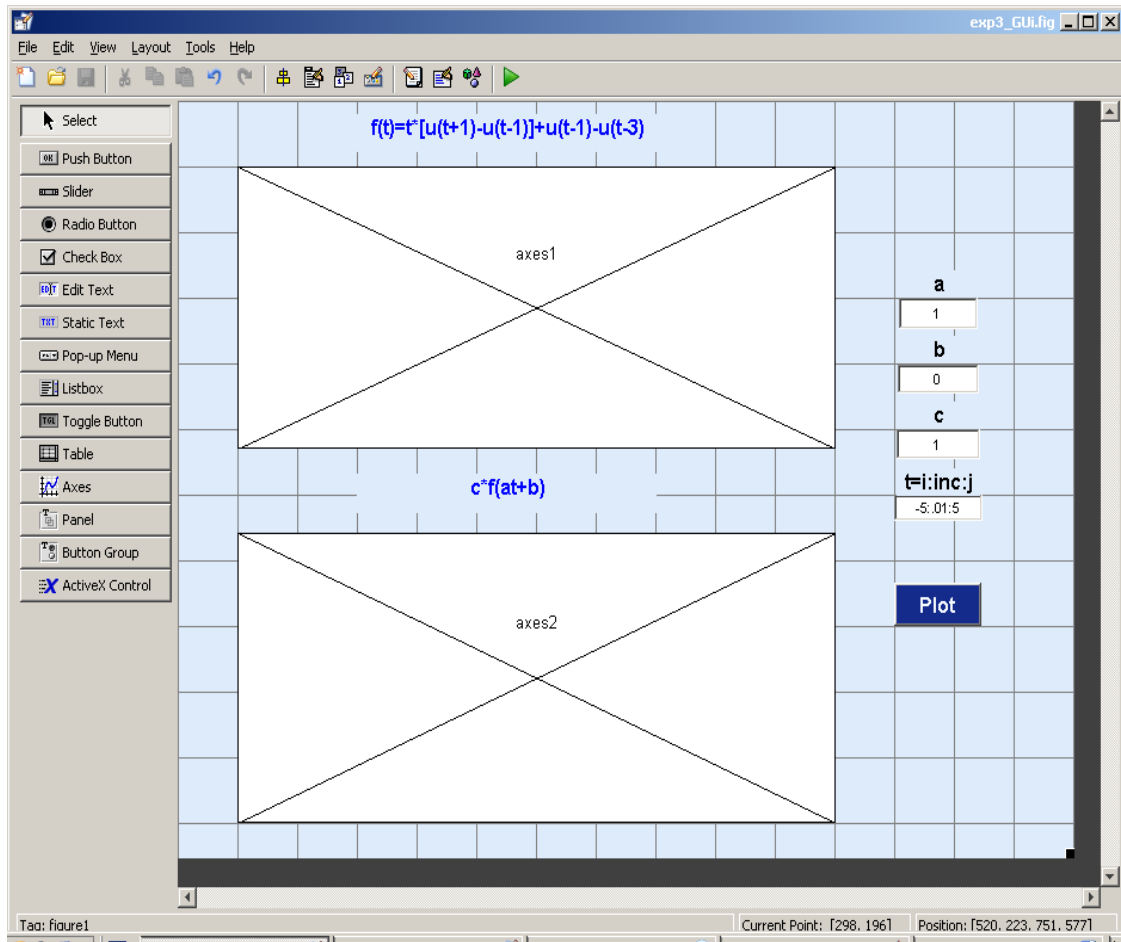 exp3_GUi.fig
File Edit View Layout Tools Help
Select
Push Button
Slider
Radio Button
Check Box
Edit Text
Static Text
Pop-up Menu
Listbox
Toggle Button
Table
Axes
Panel
Button Group
ActiveX Control
f(t)=t*[u(t+1)-u(t-1)]+u(t-1)-u(t-3)
axes1
c*f(at+b)
axes2
a
1
b
0
c
1
t=i:inc:j
-5:.01:5
Plot
Tag: figure1
Current Point: [298, 196]
Position: [520, 223, 751, 577]